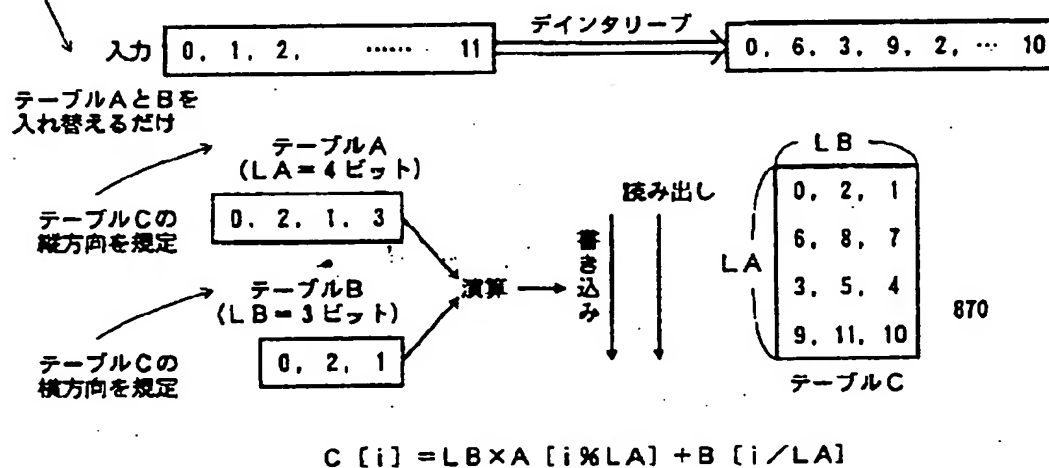 デインタリーブ
入力
0, 1, 2, …… 11
0, 6, 3, 9, 2, … 10
テーブルAとBを
入れ替えるだけ
テーブルA
(LA=4ビット)
0, 2, 1, 3
テーブルCの
縦方向を規定
テーブルB
(LB=3ビット)
0, 2, 1
テーブルCの
横方向を規定
演算
書き込み
読み出し
LB
LA
0, 2, 1
6, 8, 7
3, 5, 4
9, 11, 10
テーブルC
870
C [i] =LB×A [i%LA] +B [i/LA]